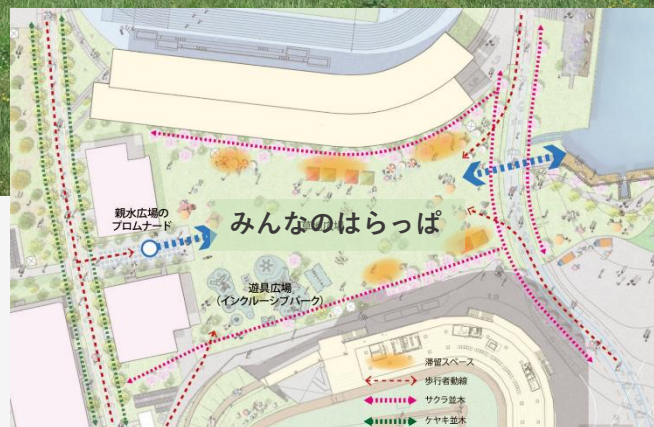 親水広場の
プロムナード
みんなのはらっぱ
遊具広場
(インクルーシブパーク)
滞留スペース
歩行者動線
サクラ並木
ケヤキ並木